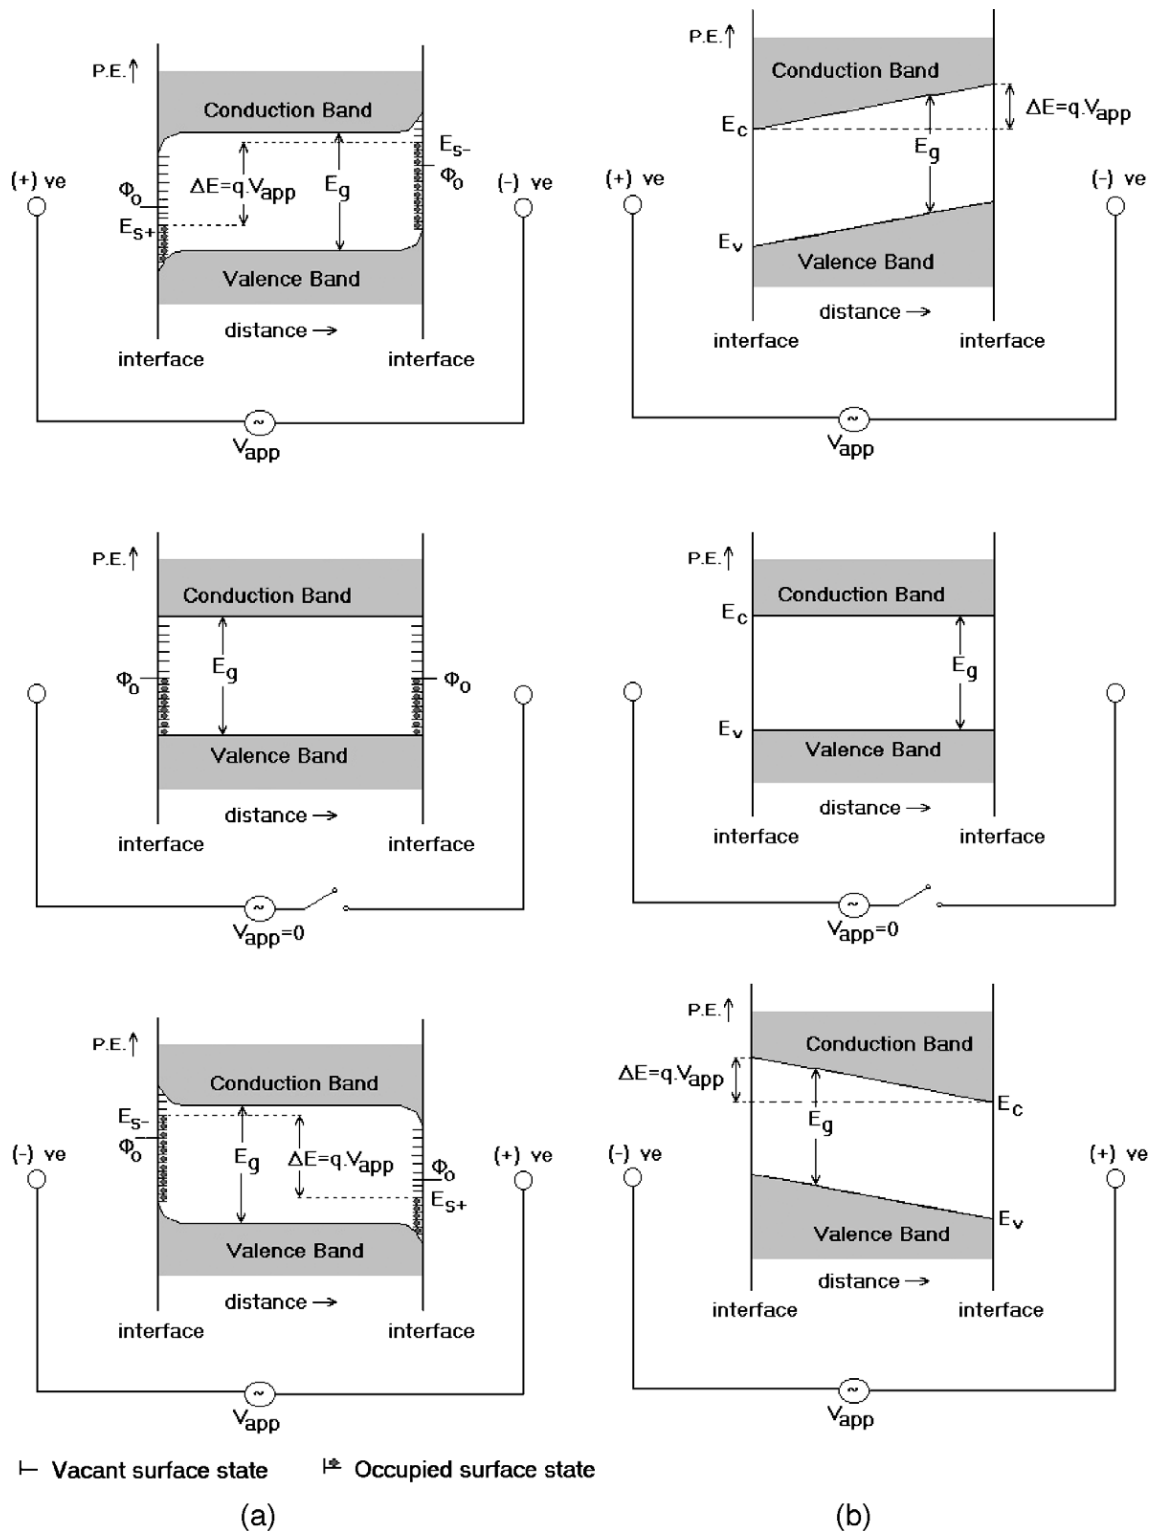 P.E.↑
Conduction Band
E_S-
Φ_o
ΔE=q.V_app
E_g
Φ_o
E_S+
(+) ve
(-) ve
Valence Band
distance →
interface
interface
V_app
P.E.↑
Conduction Band
ΔE=q.V_app
E_c
E_g
(+) ve
(-) ve
E_v
Valence Band
distance →
interface
interface
V_app
P.E.↑
Conduction Band
E_g
Φ_o
Φ_o
Valence Band
distance →
interface
interface
V_app=0
P.E.↑
Conduction Band
E_c
E_g
E_v
Valence Band
distance →
interface
interface
V_app=0
P.E.↑
Conduction Band
E_S-
Φ_o
E_g
ΔE=q.V_app
Φ_o
E_S+
(-) ve
(+) ve
Valence Band
distance →
interface
interface
V_app
P.E.↑
Conduction Band
ΔE=q.V_app
E_c
E_g
(-) ve
(+) ve
E_v
Valence Band
distance →
interface
interface
V_app
Vacant surface state
Occupied surface state
(a)
(b)